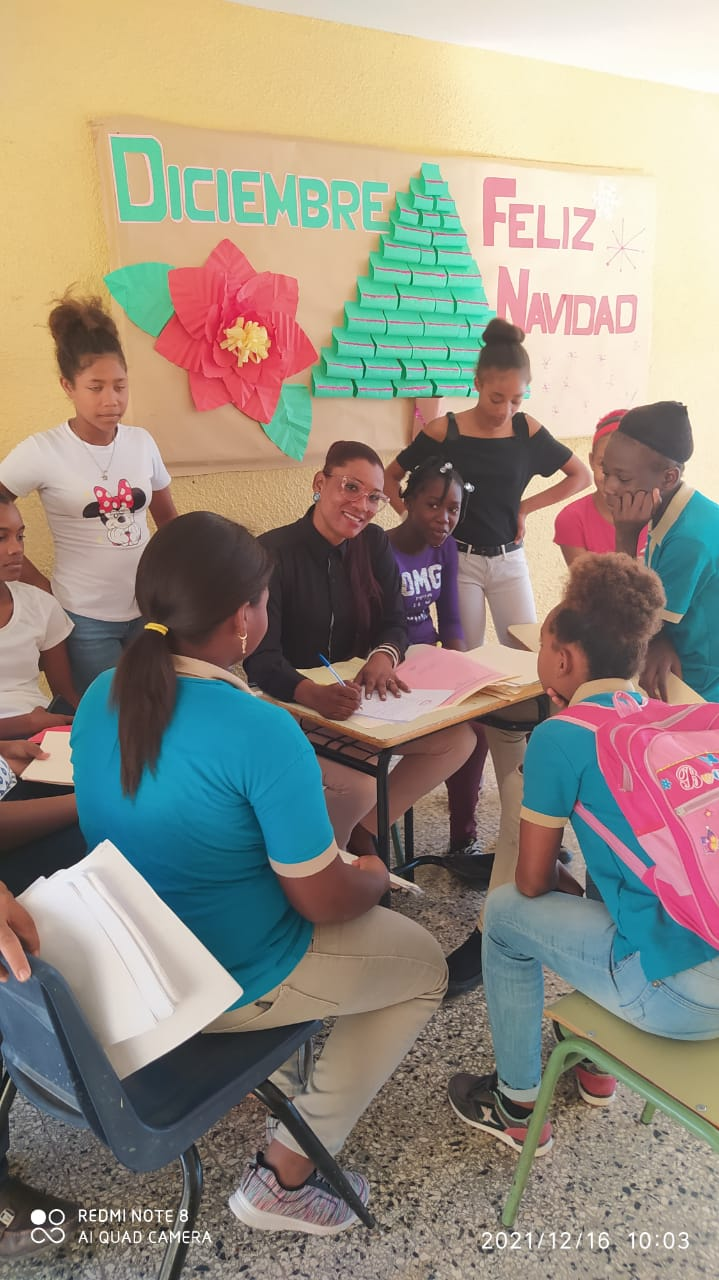 DICIEMBRE
FELIZ
NAVIDAD
OMG
REDMI NOTE 8
AI QUAD CAMERA
2021/12/16 10:03